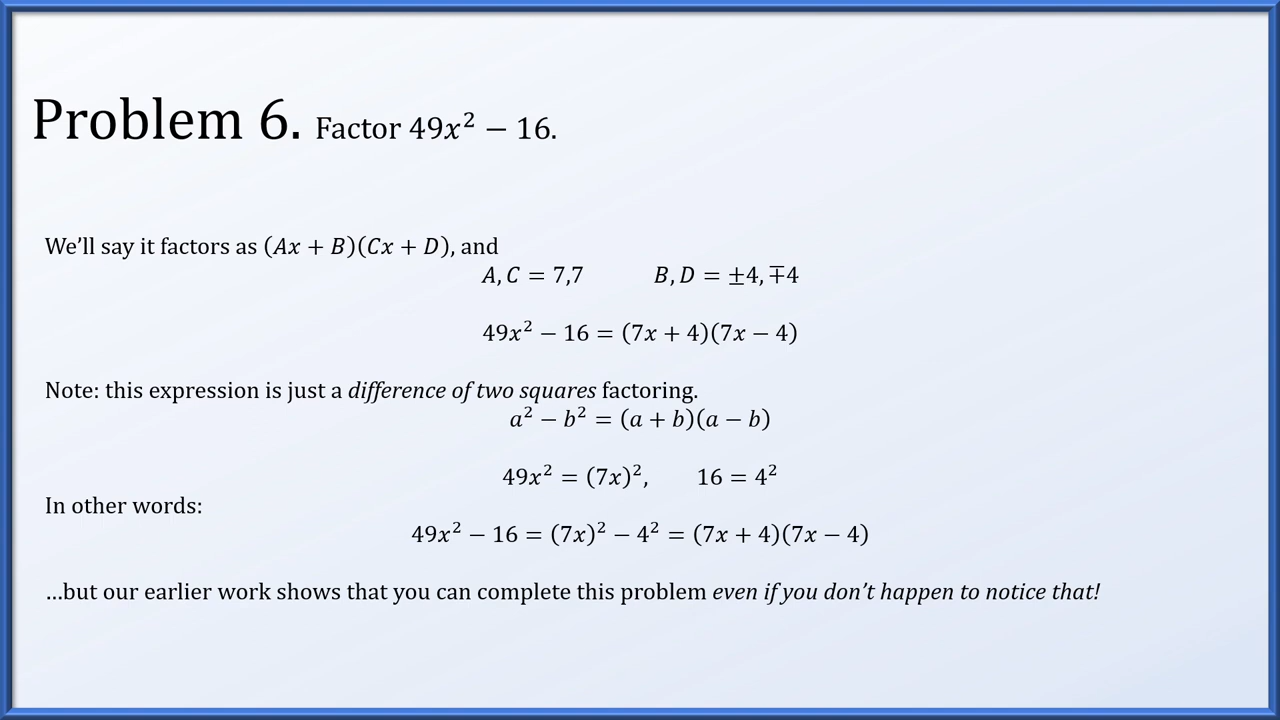 Problem 6. Factor 49x² − 16.
We’ll say it factors as (Ax + B)(Cx + D), and
A, C = 7,7 B, D = ±4, ∓4
49x² − 16 = (7x + 4)(7x − 4)
Note: this expression is just a difference of two squares factoring.
a² − b² = (a + b)(a − b)
49x² = (7x)², 16 = 4²
In other words:
49x² − 16 = (7x)² − 4² = (7x + 4)(7x − 4)
…but our earlier work shows that you can complete this problem even if you don’t happen to notice that!